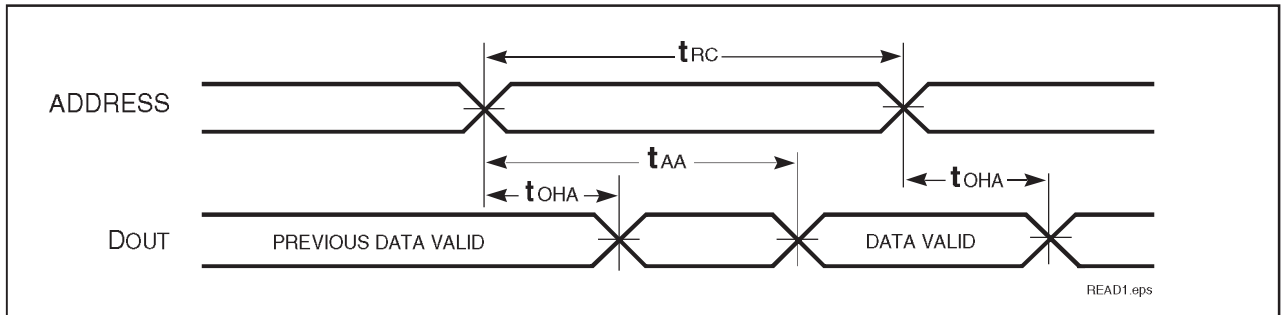 tRC
ADDRESS
tAA
tOHA
tOHA
DOUT
PREVIOUS DATA VALID
DATA VALID
READ1.eps